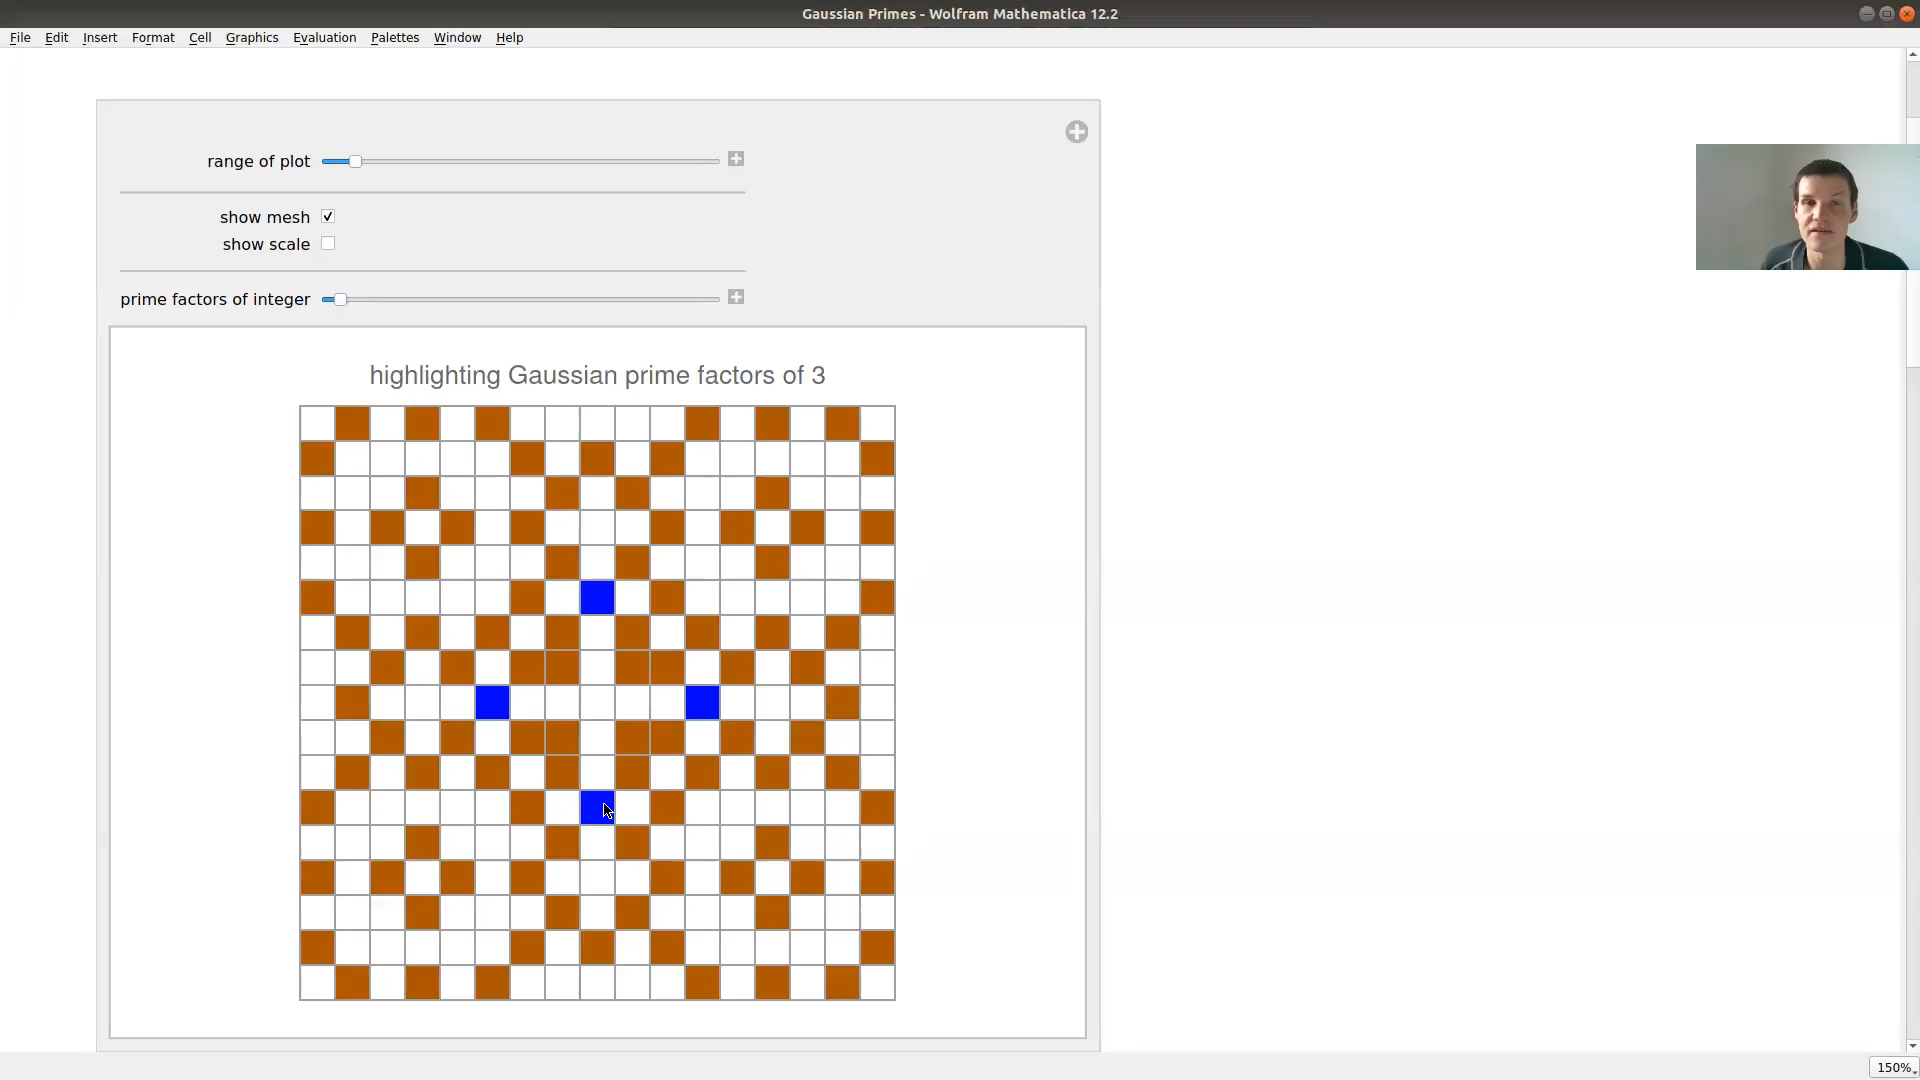 Gaussian Primes - Wolfram Mathematica 12.2
File Edit Insert Format Cell Graphics Evaluation Palettes Window Help
range of plot
show mesh
show scale
prime factors of integer
highlighting Gaussian prime factors of 3
150%